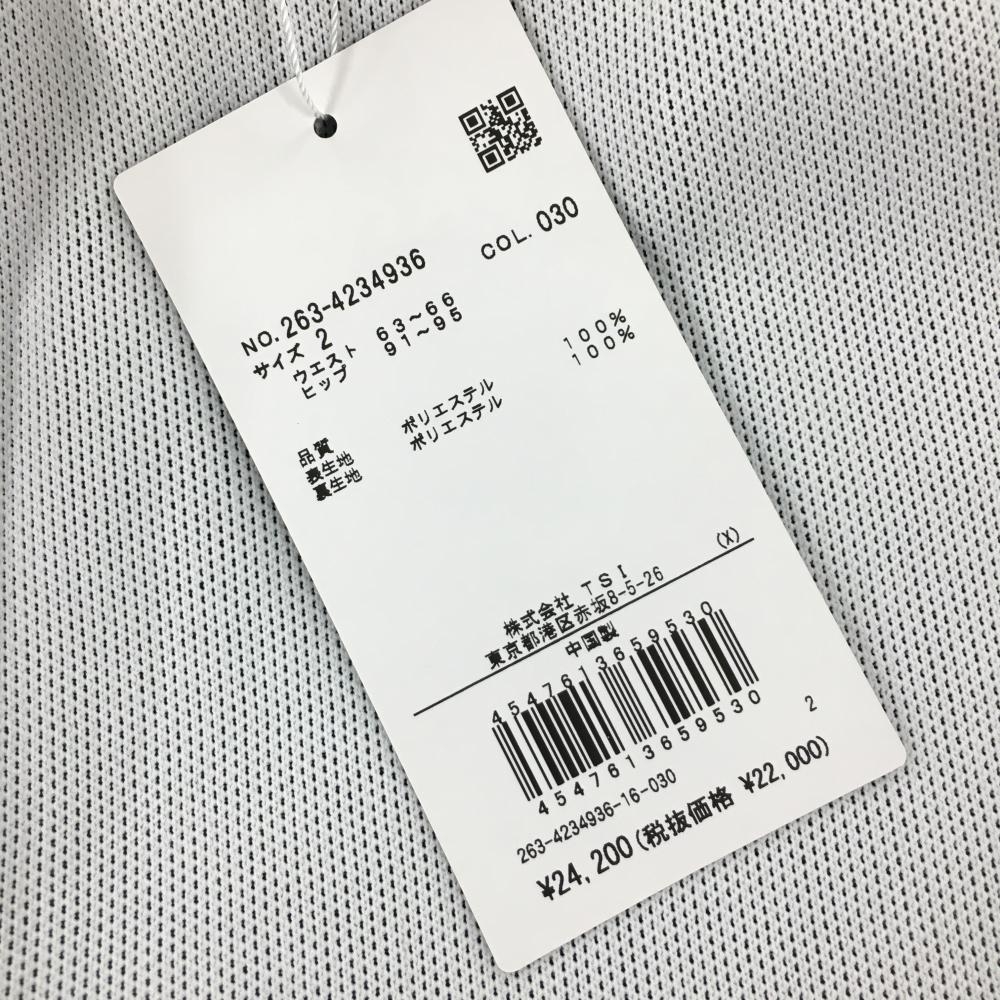 NO. 263-4234936 COL. 030
サイズ 2
ウエスト 63~66
ヒップ 91~95
品質
表生地 ポリエステル 100%
裏生地 ポリエステル 100%
(X)
株式会社 TSI
東京都港区赤坂8-5-26
中国製
4547613659530
4547613659530
2
263-4234936-16-030
¥24,200(税抜価格 ¥22,000)